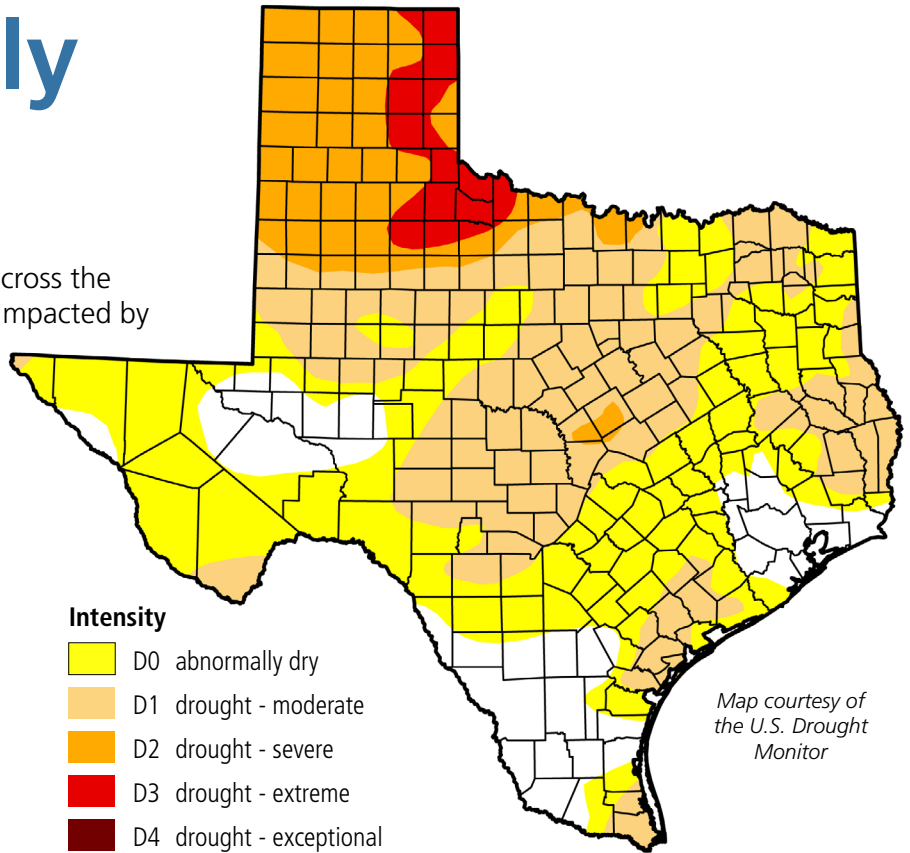 ly
cross the
mpacted by
Intensity
D0 abnormally dry
D1 drought - moderate
D2 drought - severe
D3 drought - extreme
D4 drought - exceptional
Map courtesy of
the U.S. Drought
Monitor